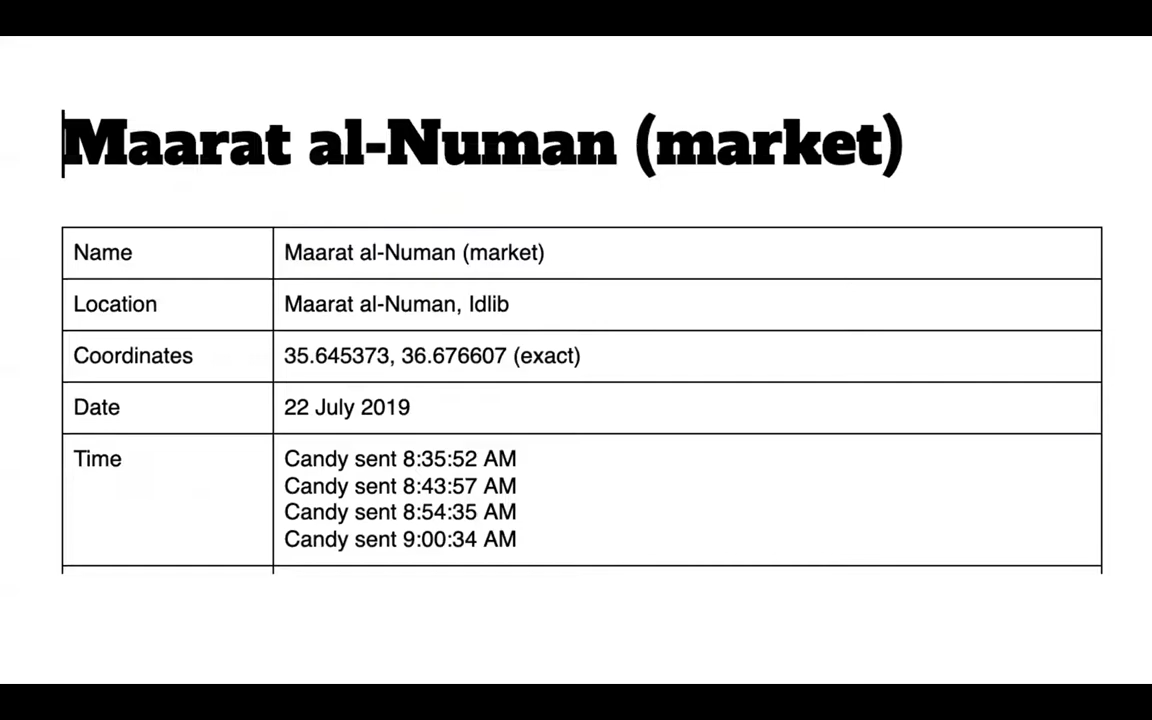 Maarat al-Numan (market)
Name Maarat al-Numan (market)
Location Maarat al-Numan, Idlib
Coordinates 35.645373, 36.676607 (exact)
Date 22 July 2019
Time Candy sent 8:35:52 AM
Candy sent 8:43:57 AM
Candy sent 8:54:35 AM
Candy sent 9:00:34 AM